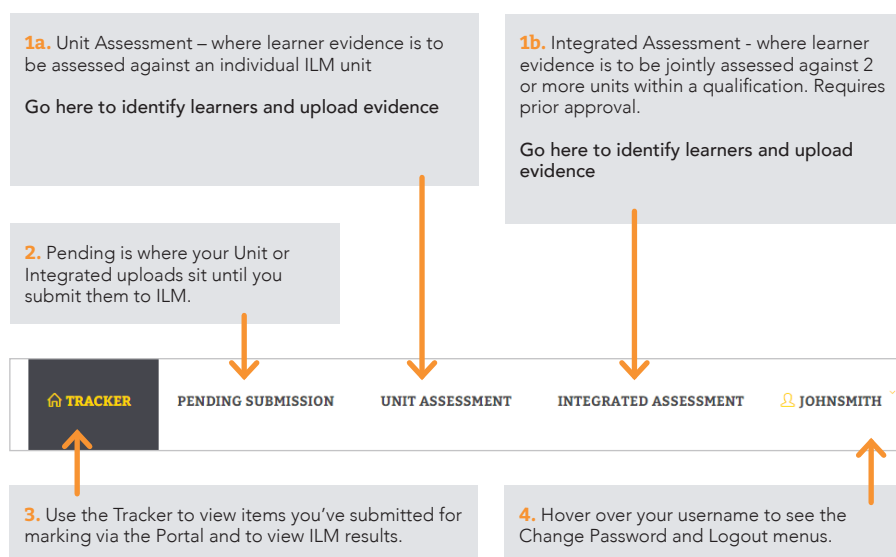 1a. Unit Assessment – where learner evidence is to
be assessed against an individual ILM unit
Go here to identify learners and upload evidence
1b. Integrated Assessment - where learner
evidence is to be jointly assessed against 2
or more units within a qualification. Requires
prior approval.
Go here to identify learners and upload
evidence
2. Pending is where your Unit or
Integrated uploads sit until you
submit them to ILM.
TRACKER PENDING SUBMISSION UNIT ASSESSMENT INTEGRATED ASSESSMENT JOHNSMITH
3. Use the Tracker to view items you’ve submitted for
marking via the Portal and to view ILM results.
4. Hover over your username to see the
Change Password and Logout menus.